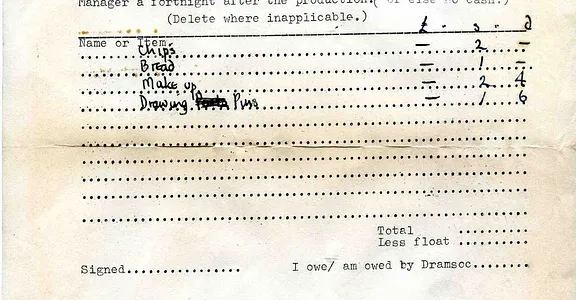 Manager a fortnight after the production.( or else no cash.)
(Delete where inapplicable.)
£ . s . d
Name or Item.
Chips — 2 —
Bread — 1 —
Make up — 2 4
Drawing Pins — 1 6
Total ..........
Less float ..........
Signed................ I owe/ am owed by Dramsoc........